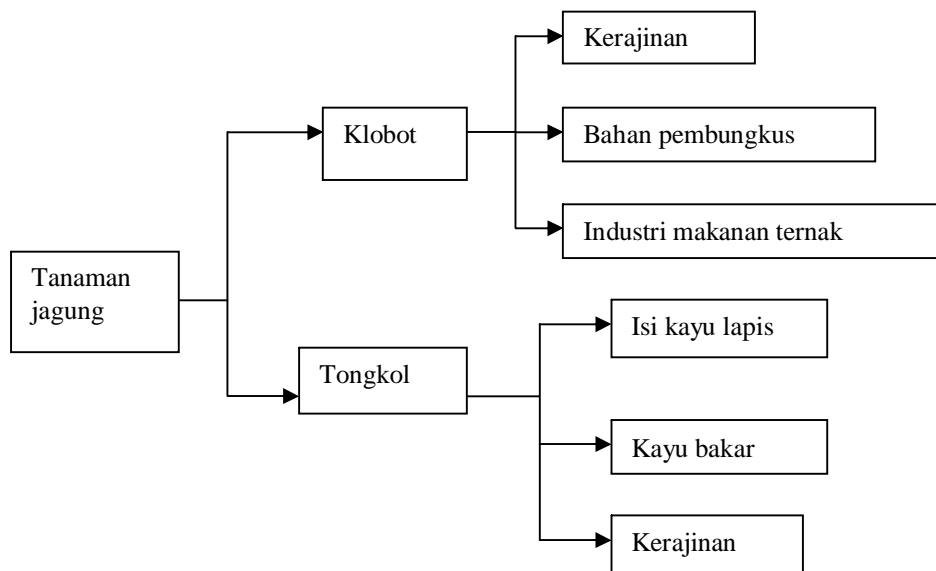 Kerajinan
Klobot
Bahan pembungkus
Industri makanan ternak
Tanaman
jagung
Isi kayu lapis
Tongkol
Kayu bakar
Kerajinan